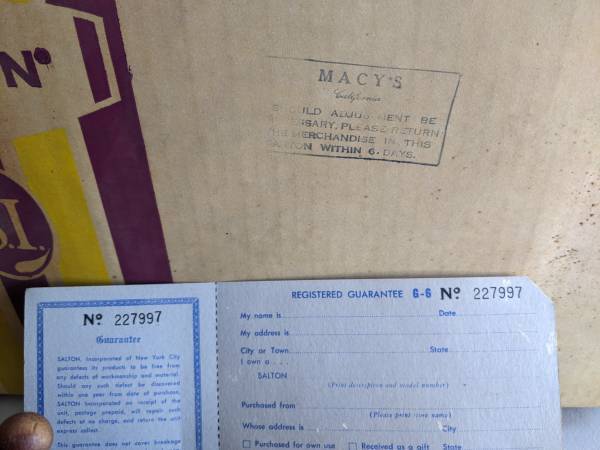 Nº
I.
MACY'S
California
SHOULD ADJUSTMENT BE
NECESSARY, PLEASE RETURN
THE MERCHANDISE IN THIS
CARTON WITHIN 6 DAYS.
Nº 227997
Guarantee
SALTON, Incorporated of New York City
guarantees its products to be free from
any defects of workmanship and material.
Should any such defect be discovered
within one year from date of purchase,
SALTON Incorporated on receipt of the
unit, postage prepaid, will repair such
defects at no charge, and return the unit
express collect.
This guarantee does not cover breakage
REGISTERED GUARANTEE 6-6 Nº 227997
My name is Date
My address is
City or Town State
I own a . . .
SALTON
(Print description and model number)
Purchased from
(Please print store name)
Whose address is City
Purchased for own use Received as a gift State